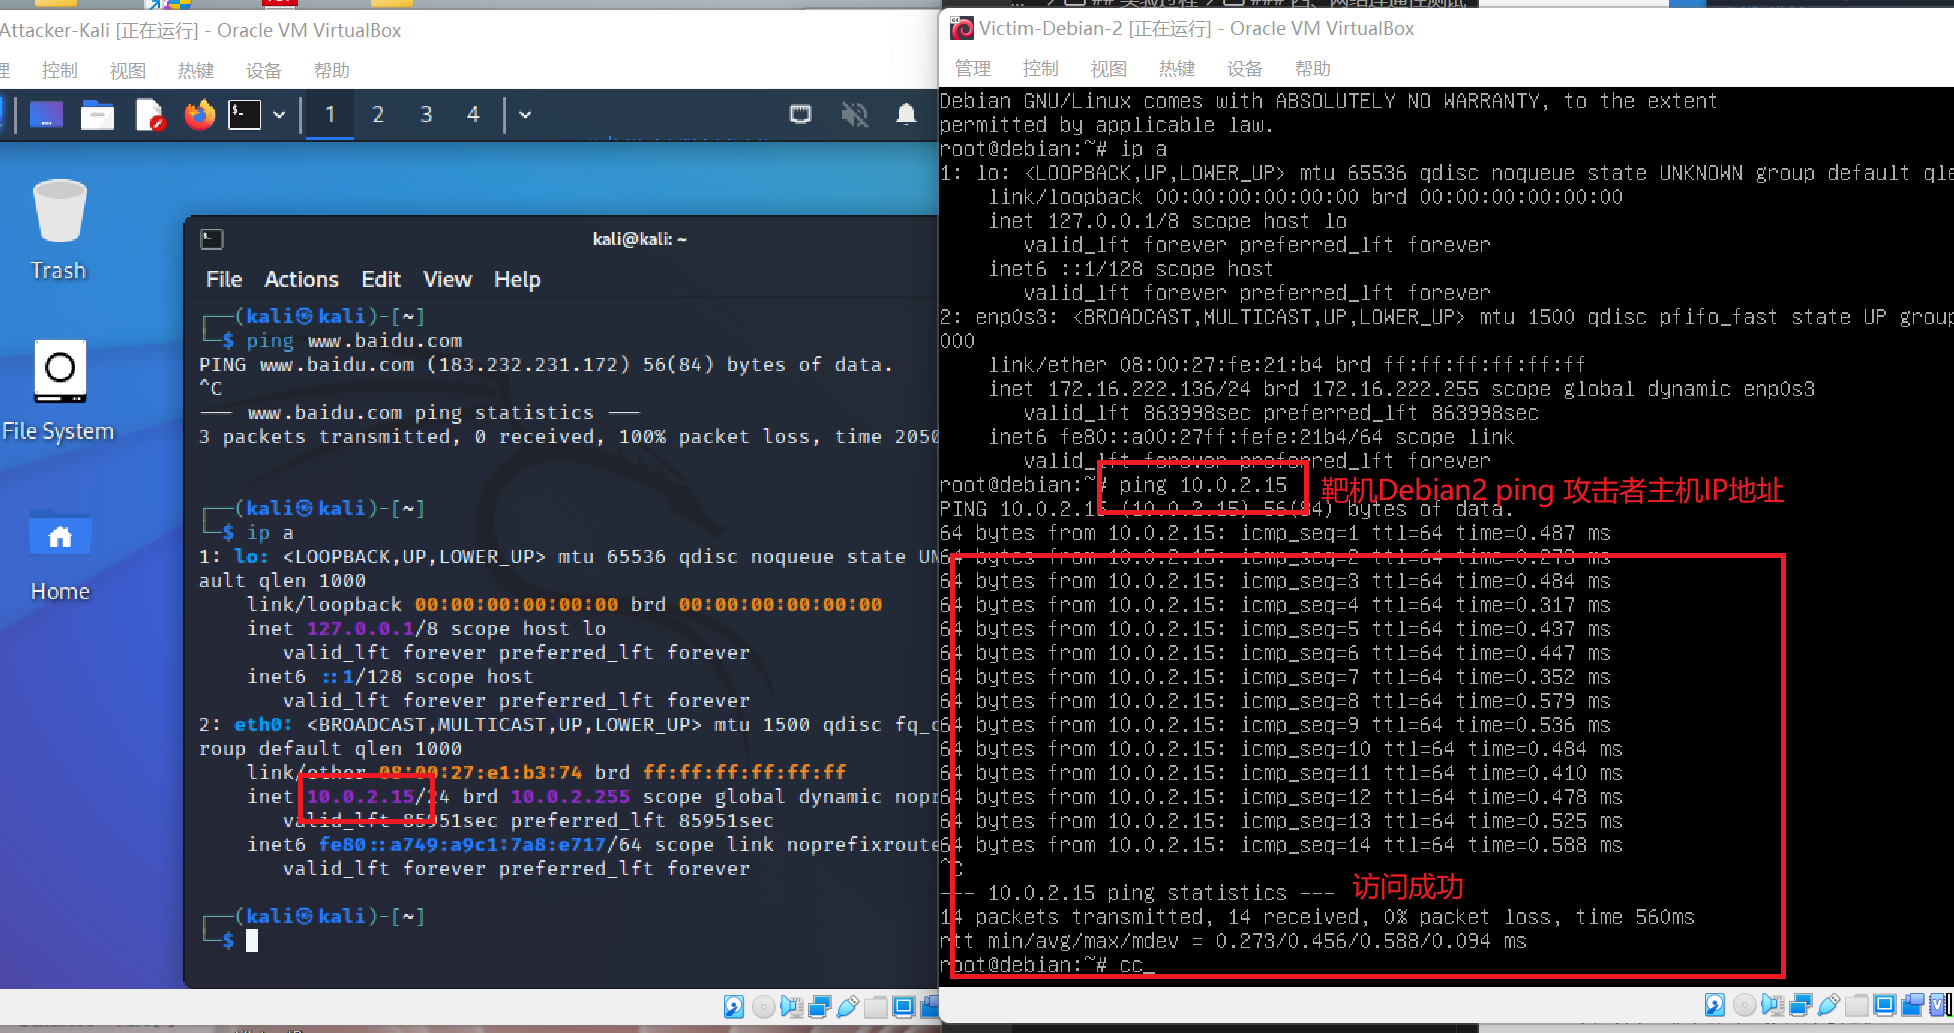 Attacker-Kali [正在运行] - Oracle VM VirtualBox
理 控制 视图 热键 设备 帮助
1 2 3 4
Trash
File System
Home
kali@kali: ~
File Actions Edit View Help
┌──(kali㉿kali)-[~]
└─$ ping www.baidu.com
PING www.baidu.com (183.232.231.172) 56(84) bytes of data.
^C
── www.baidu.com ping statistics ──
3 packets transmitted, 0 received, 100% packet loss, time 2050
┌──(kali㉿kali)-[~]
└─$ ip a
1: lo: <LOOPBACK,UP,LOWER_UP> mtu 65536 qdisc noqueue state UN
ault qlen 1000
link/loopback 00:00:00:00:00:00 brd 00:00:00:00:00:00
inet 127.0.0.1/8 scope host lo
valid_lft forever preferred_lft forever
inet6 ::1/128 scope host
valid_lft forever preferred_lft forever
2: eth0: <BROADCAST,MULTICAST,UP,LOWER_UP> mtu 1500 qdisc fq_c
roup default qlen 1000
link/ether 08:00:27:e1:b3:74 brd ff:ff:ff:ff:ff:ff
inet 10.0.2.15/24 brd 10.0.2.255 scope global dynamic nopr
valid_lft 85951sec preferred_lft 85951sec
inet6 fe80::a749:a9c1:7a8:e717/64 scope link noprefixroute
valid_lft forever preferred_lft forever
┌──(kali㉿kali)-[~]
└─$
Victim-Debian-2 [正在运行] - Oracle VM VirtualBox
管理 控制 视图 热键 设备 帮助
Debian GNU/Linux comes with ABSOLUTELY NO WARRANTY, to the extent
permitted by applicable law.
root@debian:~# ip a
1: lo: <LOOPBACK,UP,LOWER_UP> mtu 65536 qdisc noqueue state UNKNOWN group default qle
link/loopback 00:00:00:00:00:00 brd 00:00:00:00:00:00
inet 127.0.0.1/8 scope host lo
valid_lft forever preferred_lft forever
inet6 ::1/128 scope host
valid_lft forever preferred_lft forever
2: enp0s3: <BROADCAST,MULTICAST,UP,LOWER_UP> mtu 1500 qdisc pfifo_fast state UP group
000
link/ether 08:00:27:fe:21:b4 brd ff:ff:ff:ff:ff:ff
inet 172.16.222.136/24 brd 172.16.222.255 scope global dynamic enp0s3
valid_lft 863998sec preferred_lft 863998sec
inet6 fe80::a00:27ff:fefe:21b4/64 scope link
valid_lft forever preferred_lft forever
root@debian:~# ping 10.0.2.15
靶机Debian2 ping 攻击者主机IP地址
PING 10.0.2.15 (10.0.2.15) 56(84) bytes of data.
64 bytes from 10.0.2.15: icmp_seq=1 ttl=64 time=0.487 ms
64 bytes from 10.0.2.15: icmp_seq=2 ttl=64 time=0.273 ms
64 bytes from 10.0.2.15: icmp_seq=3 ttl=64 time=0.484 ms
64 bytes from 10.0.2.15: icmp_seq=4 ttl=64 time=0.317 ms
64 bytes from 10.0.2.15: icmp_seq=5 ttl=64 time=0.437 ms
64 bytes from 10.0.2.15: icmp_seq=6 ttl=64 time=0.447 ms
64 bytes from 10.0.2.15: icmp_seq=7 ttl=64 time=0.352 ms
64 bytes from 10.0.2.15: icmp_seq=8 ttl=64 time=0.579 ms
64 bytes from 10.0.2.15: icmp_seq=9 ttl=64 time=0.536 ms
64 bytes from 10.0.2.15: icmp_seq=10 ttl=64 time=0.484 ms
64 bytes from 10.0.2.15: icmp_seq=11 ttl=64 time=0.410 ms
64 bytes from 10.0.2.15: icmp_seq=12 ttl=64 time=0.478 ms
64 bytes from 10.0.2.15: icmp_seq=13 ttl=64 time=0.525 ms
64 bytes from 10.0.2.15: icmp_seq=14 ttl=64 time=0.588 ms
^C
--- 10.0.2.15 ping statistics ---
访问成功
14 packets transmitted, 14 received, 0% packet loss, time 560ms
rtt min/avg/max/mdev = 0.273/0.456/0.588/0.094 ms
root@debian:~# cc_